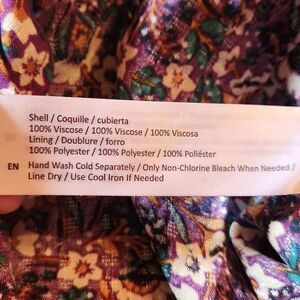 Shell / Coquille / cubierta
100% Viscose / 100% Viscose / 100% Viscosa
Lining / Doublure / forro
100% Polyester / 100% Polyester / 100% Poliéster
EN Hand Wash Cold Separately / Only Non-Chlorine Bleach When Needed /
Line Dry / Use Cool Iron If Needed